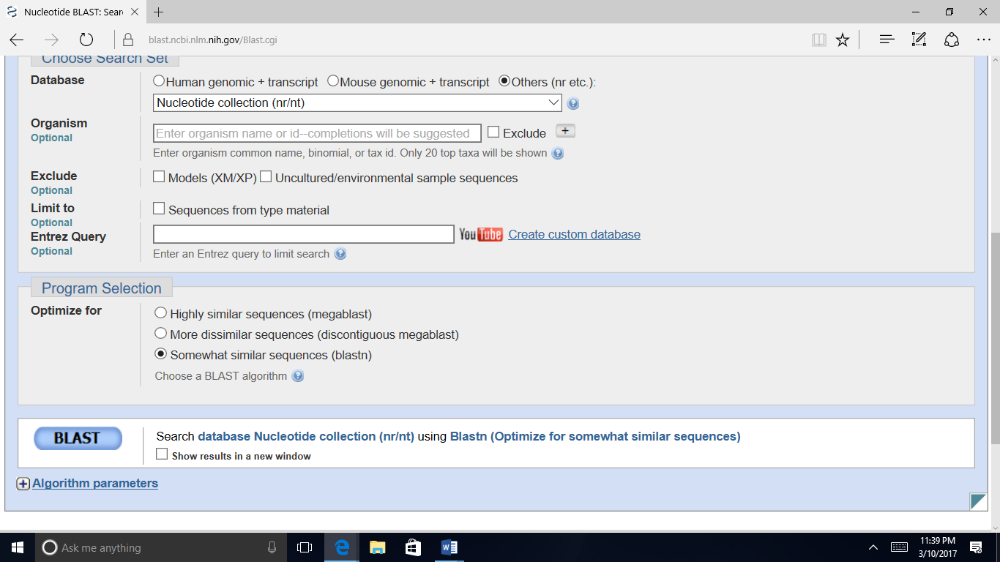 Nucleotide BLAST: Sear
blast.ncbi.nlm.nih.gov/Blast.cgi
Choose Search Set
Database
Human genomic + transcript Mouse genomic + transcript Others (nr etc.):
Nucleotide collection (nr/nt)
Organism
Optional
Enter organism name or id--completions will be suggested Exclude +
Enter organism common name, binomial, or tax id. Only 20 top taxa will be shown
Exclude
Optional
Models (XM/XP) Uncultured/environmental sample sequences
Limit to
Optional
Sequences from type material
Entrez Query
Optional
YouTube Create custom database
Enter an Entrez query to limit search
Program Selection
Optimize for
Highly similar sequences (megablast)
More dissimilar sequences (discontiguous megablast)
Somewhat similar sequences (blastn)
Choose a BLAST algorithm
BLAST
Search database Nucleotide collection (nr/nt) using Blastn (Optimize for somewhat similar sequences)
Show results in a new window
Algorithm parameters
Ask me anything
11:39 PM
3/10/2017